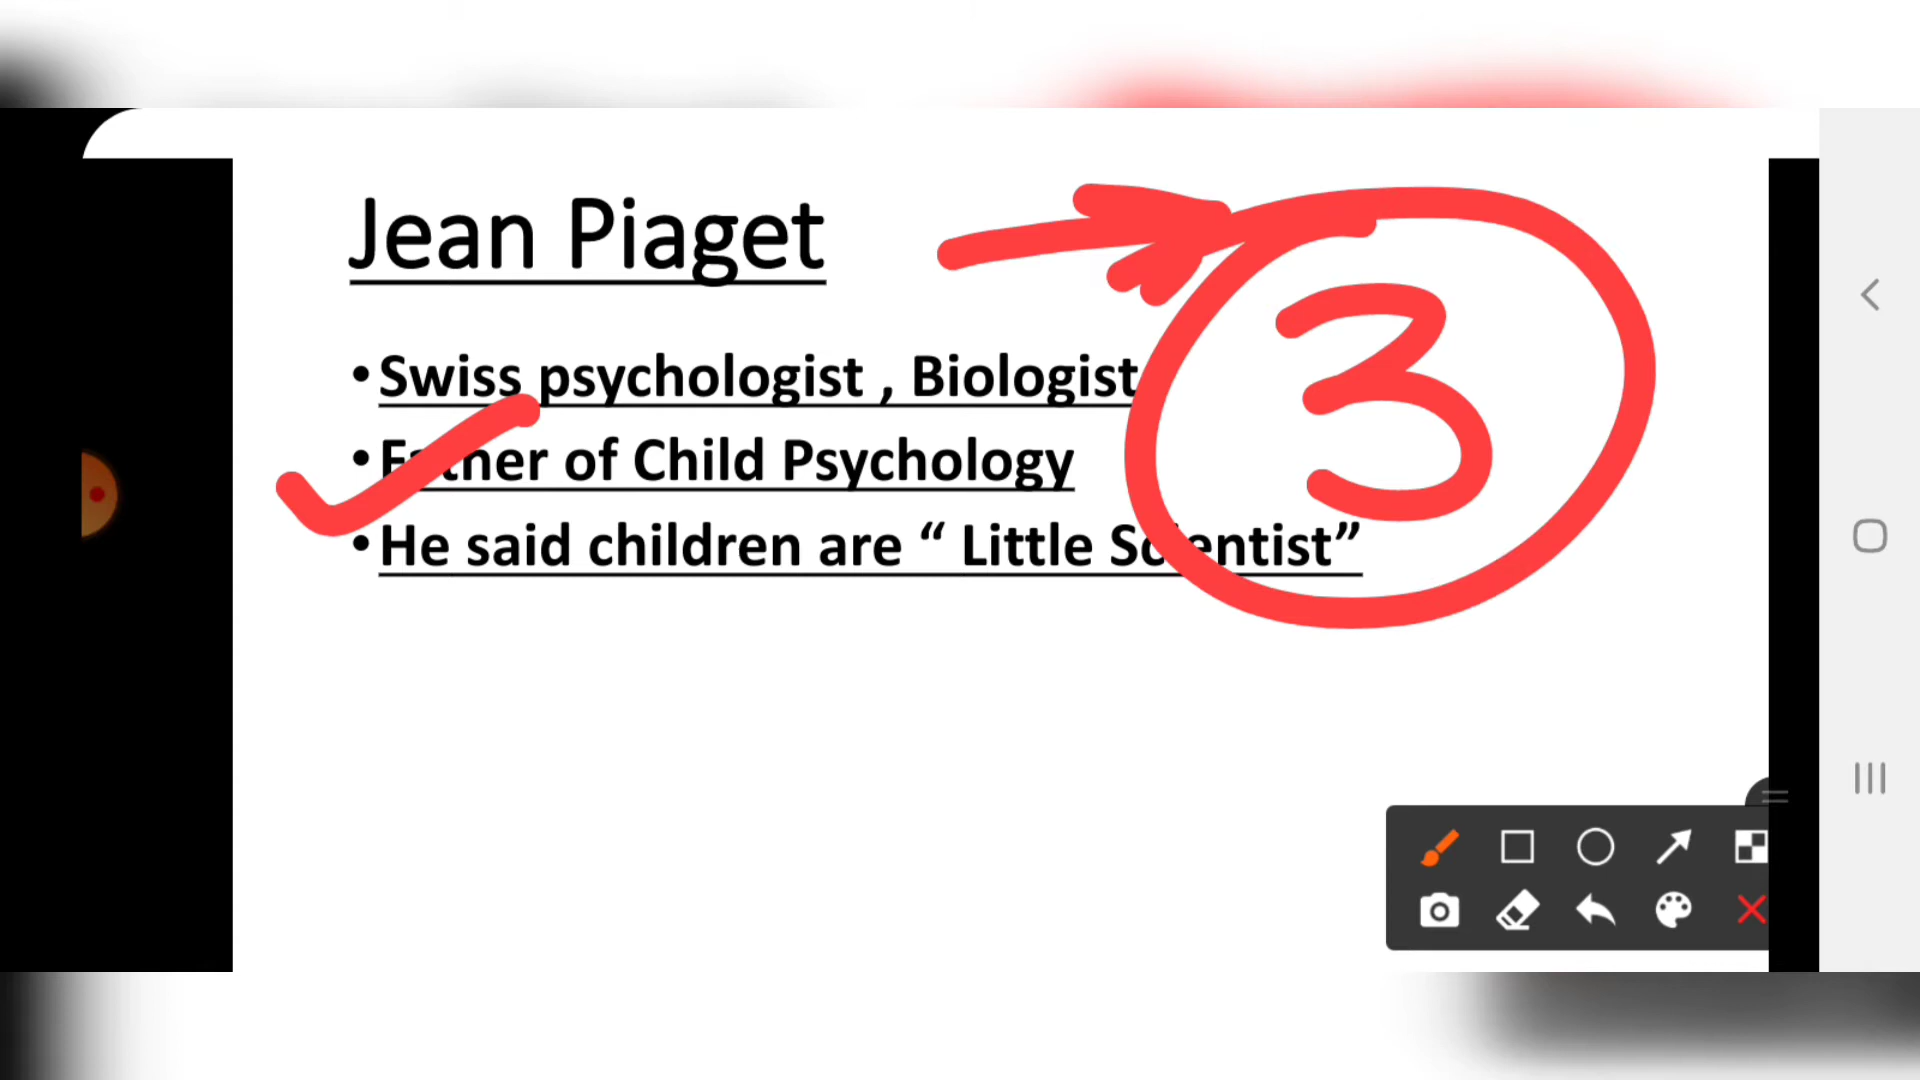 Jean Piaget
3
•Swiss psychologist , Biologist
•Father of Child Psychology
•He said children are “ Little Scientist”